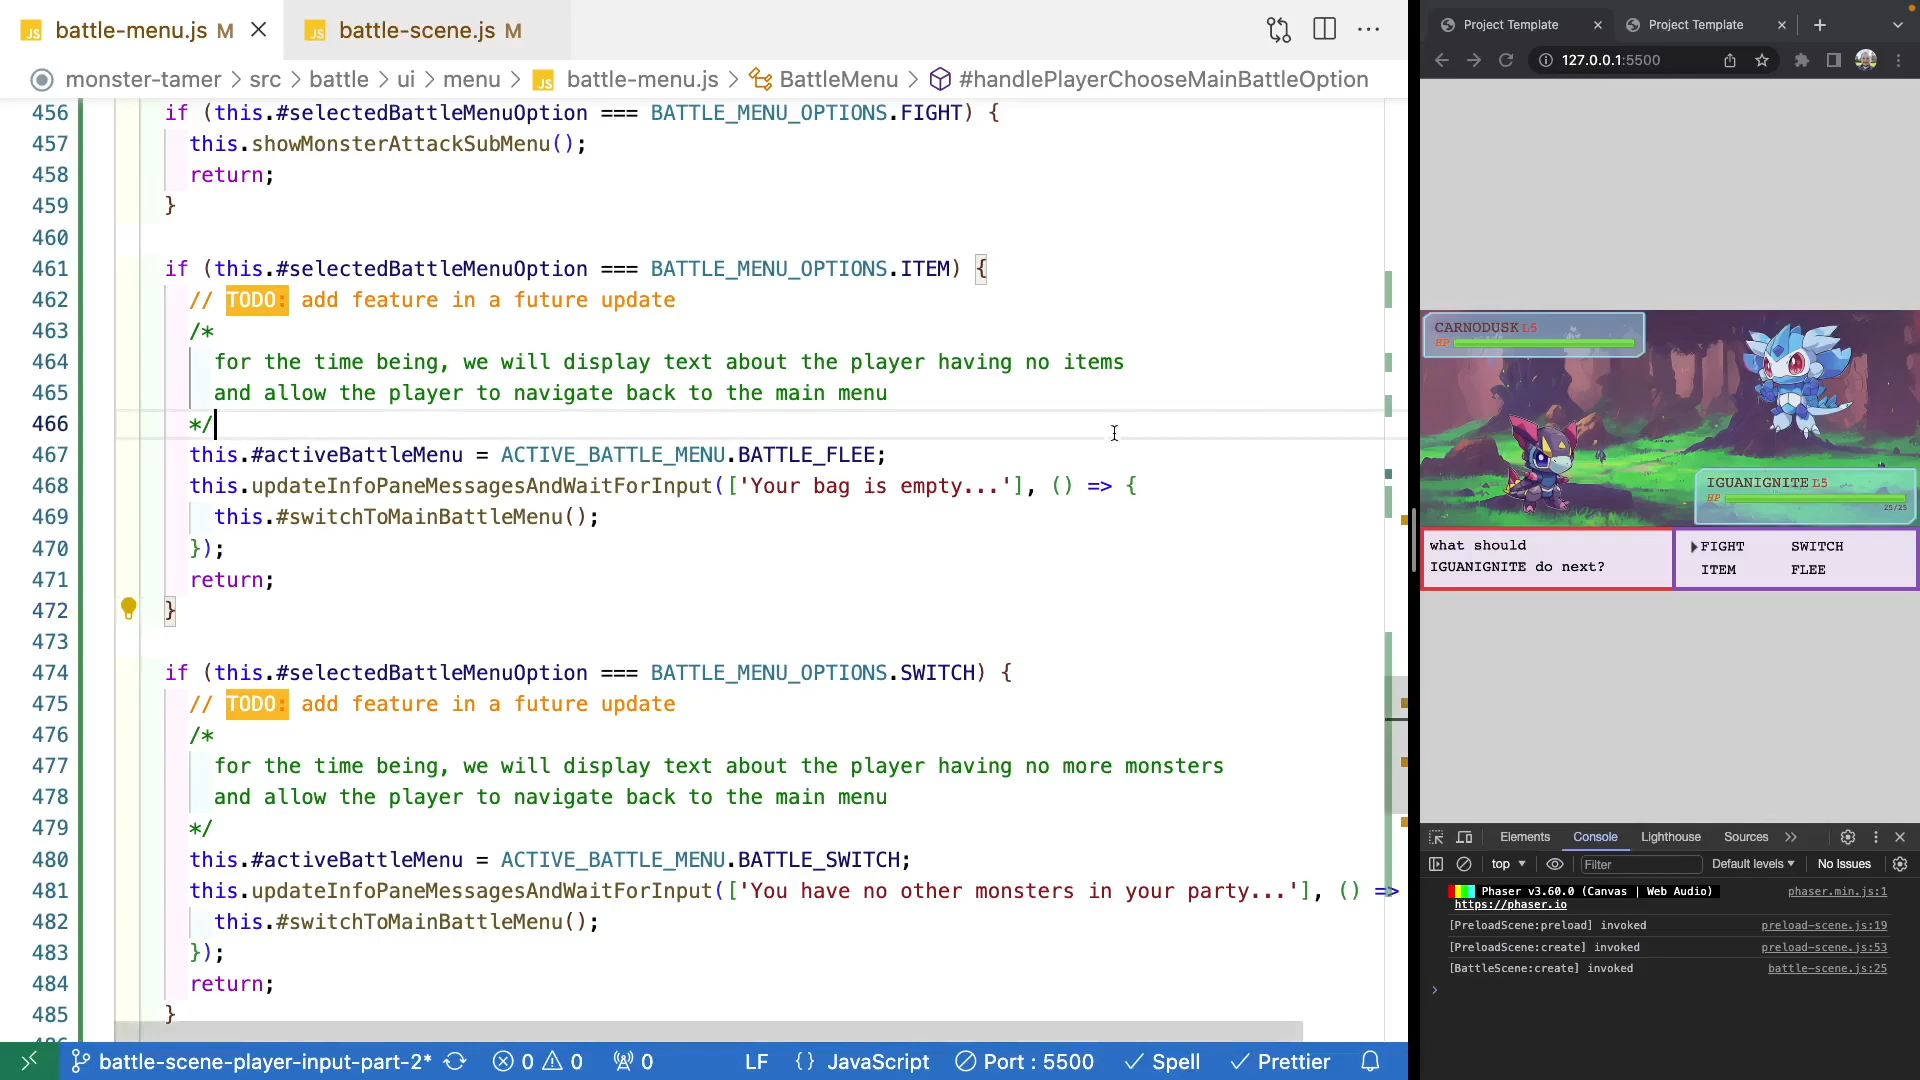 battle-menu.js M
battle-scene.js M
monster-tamer > src > battle > ui > menu > battle-menu.js > BattleMenu > #handlePlayerChooseMainBattleOption
456 if (this.#selectedBattleMenuOption === BATTLE_MENU_OPTIONS.FIGHT) {
457 this.showMonsterAttackSubMenu();
458 return;
459 }
460
461 if (this.#selectedBattleMenuOption === BATTLE_MENU_OPTIONS.ITEM) {
462 // TODO: add feature in a future update
463 /*
464 for the time being, we will display text about the player having no items
465 and allow the player to navigate back to the main menu
466 */
467 this.#activeBattleMenu = ACTIVE_BATTLE_MENU.BATTLE_FLEE;
468 this.updateInfoPaneMessagesAndWaitForInput(['Your bag is empty...'], () => {
469 this.#switchToMainBattleMenu();
470 });
471 return;
472 }
473
474 if (this.#selectedBattleMenuOption === BATTLE_MENU_OPTIONS.SWITCH) {
475 // TODO: add feature in a future update
476 /*
477 for the time being, we will display text about the player having no more monsters
478 and allow the player to navigate back to the main menu
479 */
480 this.#activeBattleMenu = ACTIVE_BATTLE_MENU.BATTLE_SWITCH;
481 this.updateInfoPaneMessagesAndWaitForInput(['You have no other monsters in your party...'], () =>
482 this.#switchToMainBattleMenu();
483 });
484 return;
485 }
battle-scene-player-input-part-2* 0 0 0 LF {} JavaScript Port : 5500 Spell Prettier
Project Template
Project Template
127.0.0.1:5500
CARNODUSK L5
HP
IGUANIGNITE L5
HP
25/25
what should
IGUANIGNITE do next?
FIGHT SWITCH
ITEM FLEE
Elements Console Lighthouse Sources
top Filter Default levels No Issues
Phaser v3.60.0 (Canvas | Web Audio) phaser.min.js:1
https://phaser.io
[PreloadScene:preload] invoked preload-scene.js:19
[PreloadScene:create] invoked preload-scene.js:53
[BattleScene:create] invoked battle-scene.js:25